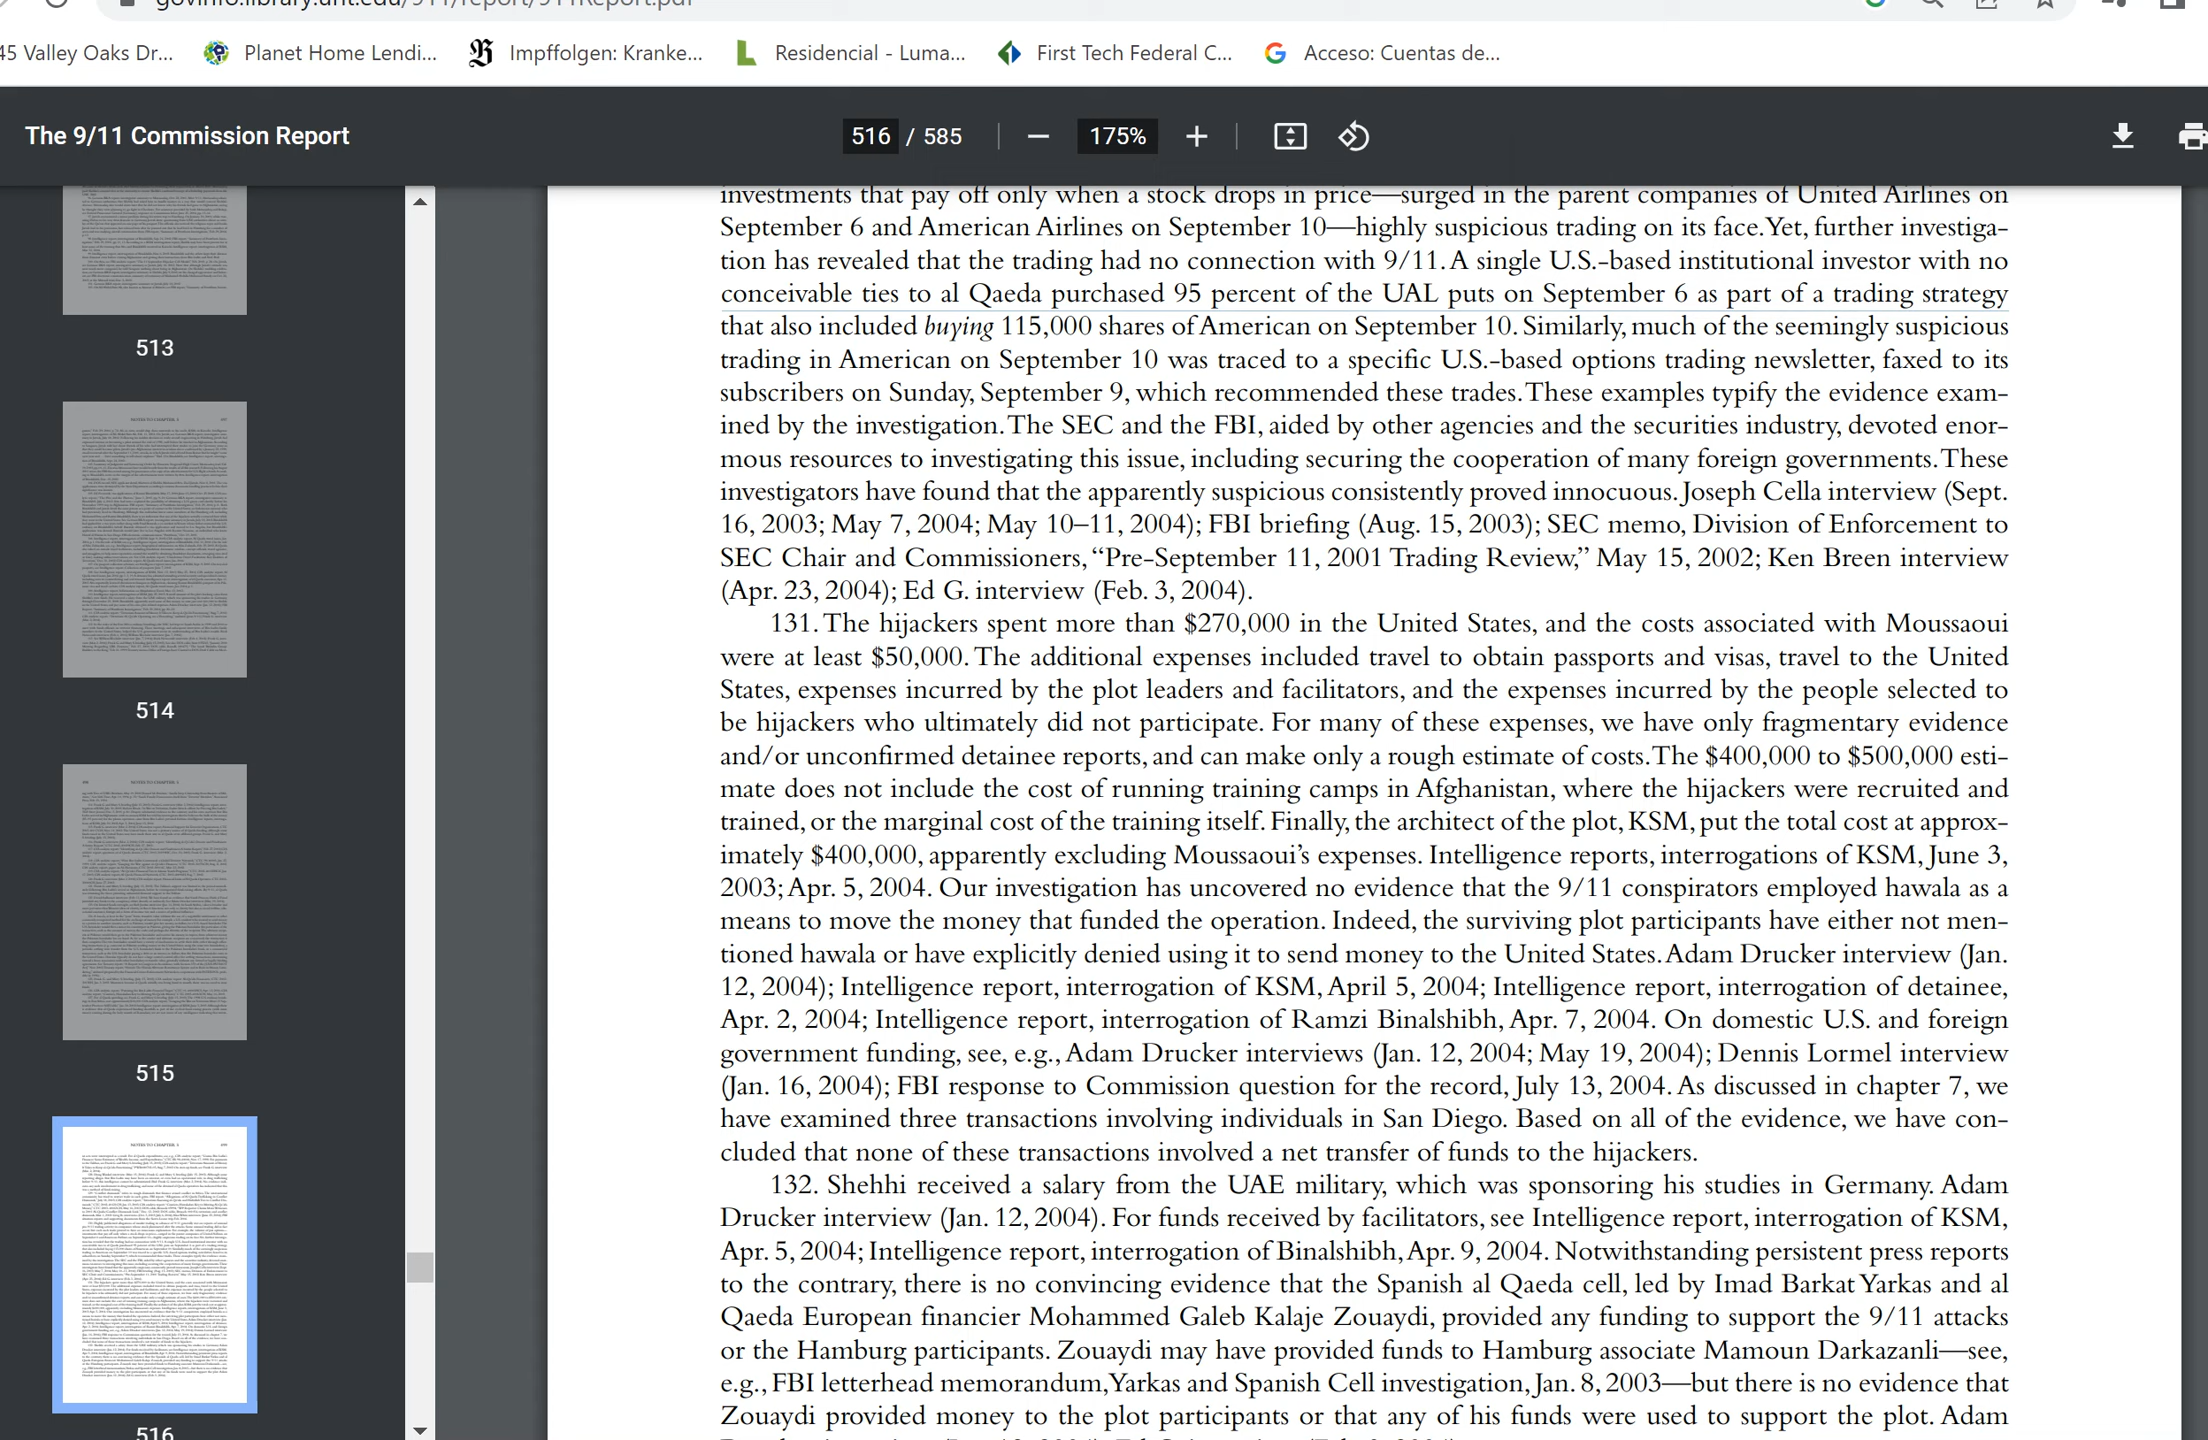 45 Valley Oaks Dr...
Planet Home Lendi...
Impffolgen: Kranke...
Residencial - Luma...
First Tech Federal C...
Acceso: Cuentas de...
The 9/11 Commission Report
516 / 585
175%
513
514
515
516
investments that pay off only when a stock drops in price—surged in the parent companies of United Airlines on
September 6 and American Airlines on September 10—highly suspicious trading on its face. Yet, further investiga-
tion has revealed that the trading had no connection with 9/11. A single U.S.-based institutional investor with no
conceivable ties to al Qaeda purchased 95 percent of the UAL puts on September 6 as part of a trading strategy
that also included buying 115,000 shares of American on September 10. Similarly, much of the seemingly suspicious
trading in American on September 10 was traced to a specific U.S.-based options trading newsletter, faxed to its
subscribers on Sunday, September 9, which recommended these trades. These examples typify the evidence exam-
ined by the investigation. The SEC and the FBI, aided by other agencies and the securities industry, devoted enor-
mous resources to investigating this issue, including securing the cooperation of many foreign governments. These
investigators have found that the apparently suspicious consistently proved innocuous. Joseph Cella interview (Sept.
16, 2003; May 7, 2004; May 10–11, 2004); FBI briefing (Aug. 15, 2003); SEC memo, Division of Enforcement to
SEC Chair and Commissioners, “Pre-September 11, 2001 Trading Review,” May 15, 2002; Ken Breen interview
(Apr. 23, 2004); Ed G. interview (Feb. 3, 2004).
131. The hijackers spent more than $270,000 in the United States, and the costs associated with Moussaoui
were at least $50,000. The additional expenses included travel to obtain passports and visas, travel to the United
States, expenses incurred by the plot leaders and facilitators, and the expenses incurred by the people selected to
be hijackers who ultimately did not participate. For many of these expenses, we have only fragmentary evidence
and/or unconfirmed detainee reports, and can make only a rough estimate of costs. The $400,000 to $500,000 esti-
mate does not include the cost of running training camps in Afghanistan, where the hijackers were recruited and
trained, or the marginal cost of the training itself. Finally, the architect of the plot, KSM, put the total cost at approx-
imately $400,000, apparently excluding Moussaoui’s expenses. Intelligence reports, interrogations of KSM, June 3,
2003; Apr. 5, 2004. Our investigation has uncovered no evidence that the 9/11 conspirators employed hawala as a
means to move the money that funded the operation. Indeed, the surviving plot participants have either not men-
tioned hawala or have explicitly denied using it to send money to the United States. Adam Drucker interview (Jan.
12, 2004); Intelligence report, interrogation of KSM, April 5, 2004; Intelligence report, interrogation of detainee,
Apr. 2, 2004; Intelligence report, interrogation of Ramzi Binalshibh, Apr. 7, 2004. On domestic U.S. and foreign
government funding, see, e.g., Adam Drucker interviews (Jan. 12, 2004; May 19, 2004); Dennis Lormel interview
(Jan. 16, 2004); FBI response to Commission question for the record, July 13, 2004. As discussed in chapter 7, we
have examined three transactions involving individuals in San Diego. Based on all of the evidence, we have con-
cluded that none of these transactions involved a net transfer of funds to the hijackers.
132. Shehhi received a salary from the UAE military, which was sponsoring his studies in Germany. Adam
Drucker interview (Jan. 12, 2004). For funds received by facilitators, see Intelligence report, interrogation of KSM,
Apr. 5, 2004; Intelligence report, interrogation of Binalshibh, Apr. 9, 2004. Notwithstanding persistent press reports
to the contrary, there is no convincing evidence that the Spanish al Qaeda cell, led by Imad Barkat Yarkas and al
Qaeda European financier Mohammed Galeb Kalaje Zouaydi, provided any funding to support the 9/11 attacks
or the Hamburg participants. Zouaydi may have provided funds to Hamburg associate Mamoun Darkazanli—see,
e.g., FBI letterhead memorandum, Yarkas and Spanish Cell investigation, Jan. 8, 2003—but there is no evidence that
Zouaydi provided money to the plot participants or that any of his funds were used to support the plot. Adam